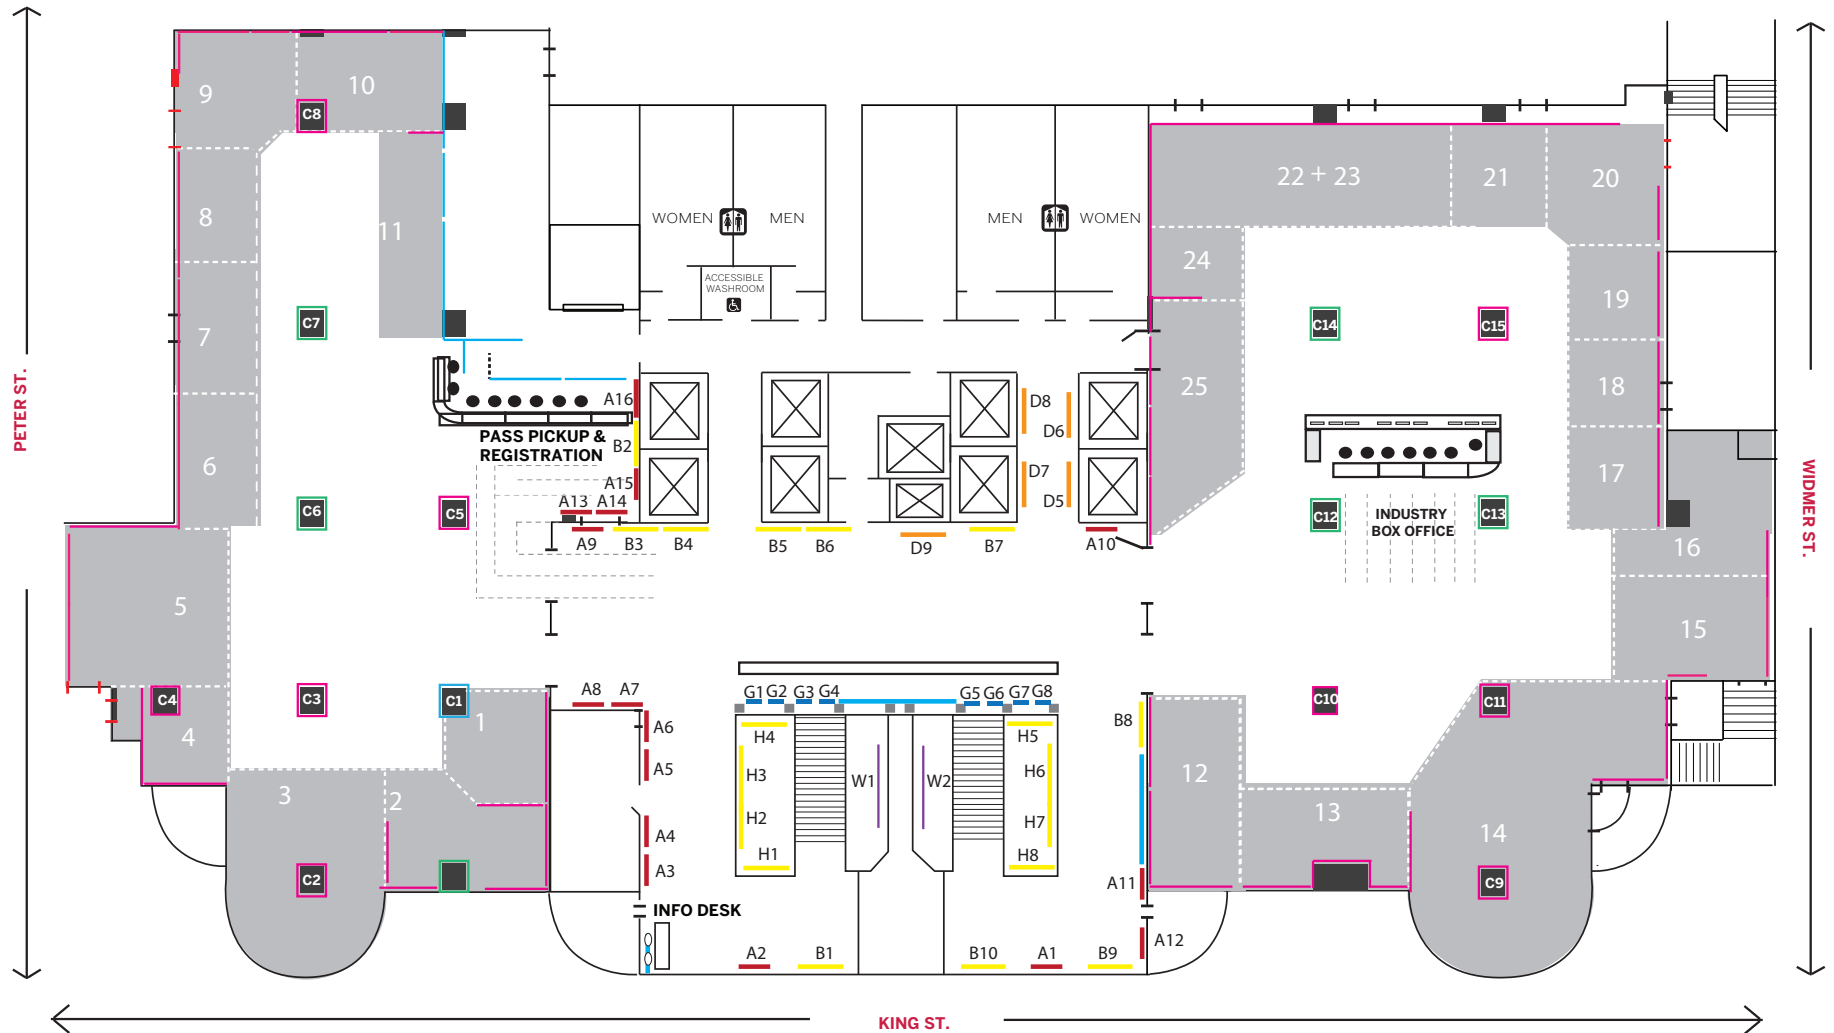 9
10
C8
8
11
WOMEN
MEN
ACCESSIBLE
WASHROOM
MEN
WOMEN
22 + 23
21
20
24
19
C7
7
C14
C15
PETER ST.
A16
D8
D6
25
18
PASS PICKUP &
REGISTRATION
B2
6
A15
D7
D5
17
A13
A14
C6
C5
C12
INDUSTRY
BOX OFFICE
C13
WIDMER ST.
A9
B3
B4
B5
B6
D9
B7
A10
16
5
15
A8
A7
G1
G2
G3
G4
G5
G6
G7
G8
C4
C3
C1
1
C10
C11
A6
B8
4
H4
H5
A5
H3
W1
W2
H6
12
3
2
H2
H7
13
14
A4
H1
H8
A3
C2
A11
C9
INFO DESK
A12
A2
B1
B10
A1
B9
KING ST.